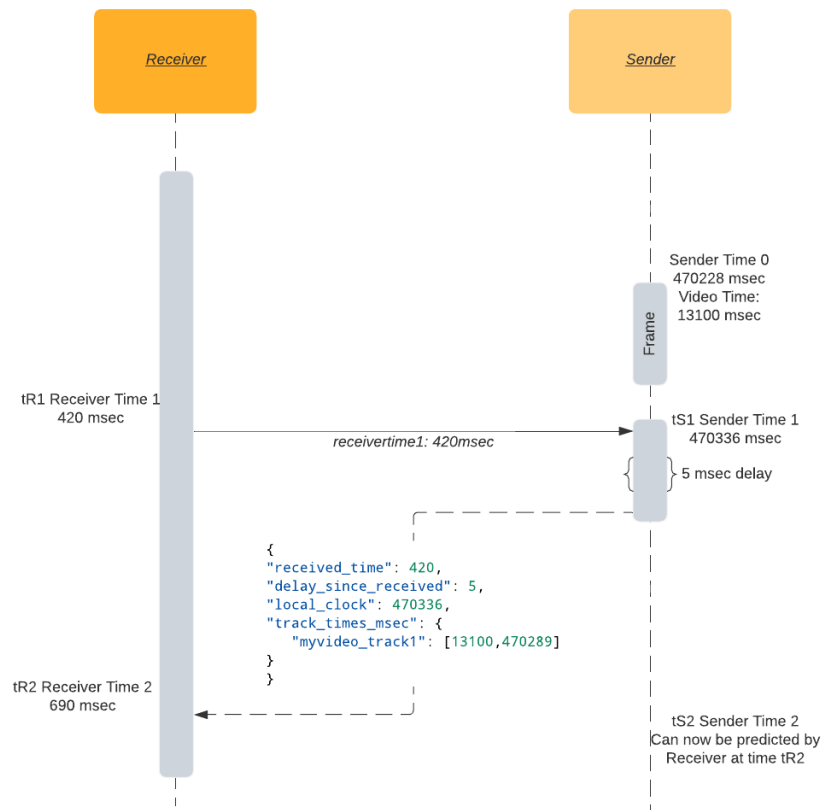 Receiver
Sender
Sender Time 0
470228 msec
Video Time:
13100 msec
Frame
tR1 Receiver Time 1
420 msec
receivertime1: 420msec
tS1 Sender Time 1
470336 msec
5 msec delay
{
"received_time": 420,
"delay_since_received": 5,
"local_clock": 470336,
"track_times_msec": {
"myvideo_track1": [13100,470289]
}
}
tR2 Receiver Time 2
690 msec
tS2 Sender Time 2
Can now be predicted by
Receiver at time tR2